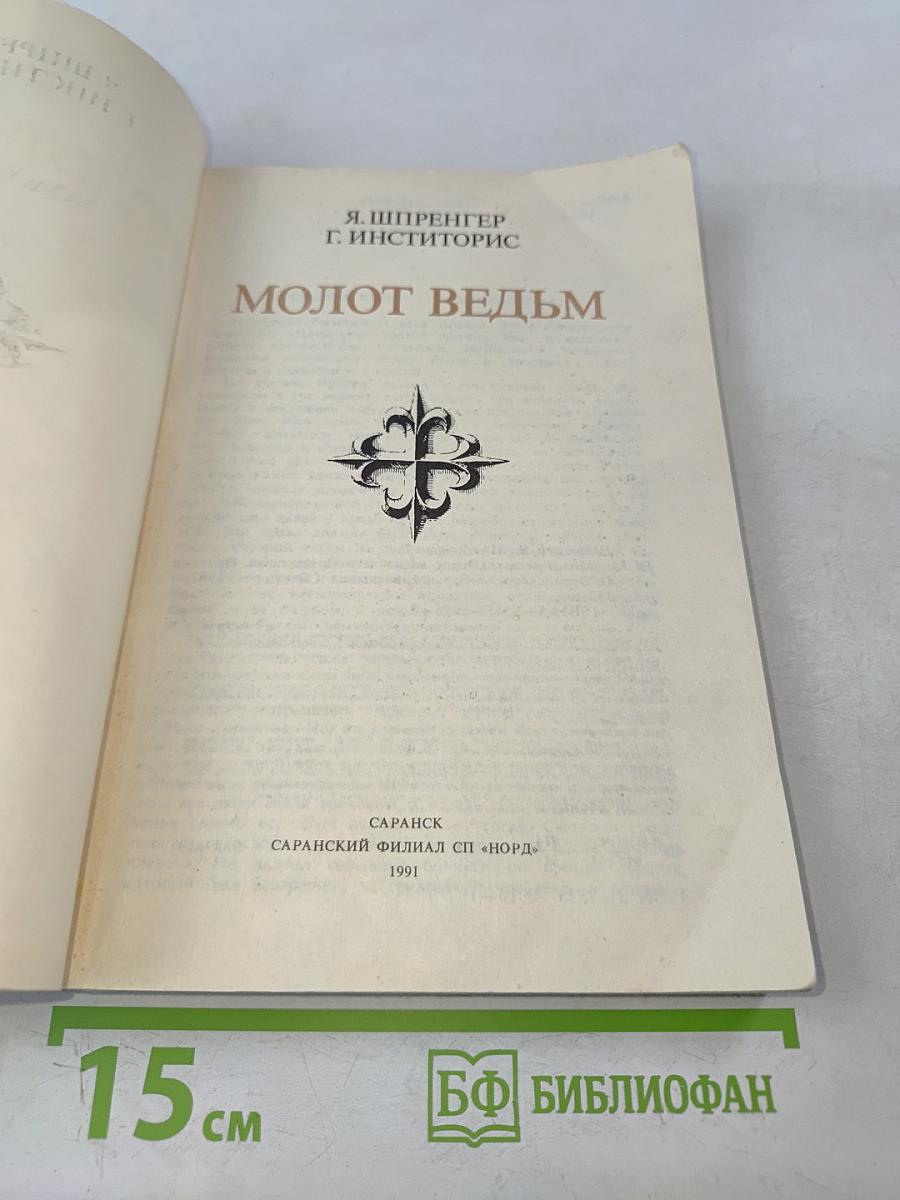 Я. ШПРЕНГЕР
Г. ИНСТИТОРИС
МОЛОТ ВЕДЬМ
САРАНСК
САРАНСКИЙ ФИЛИАЛ СП «НОРД»
1991
15 см
БФ БИБЛИОФАН